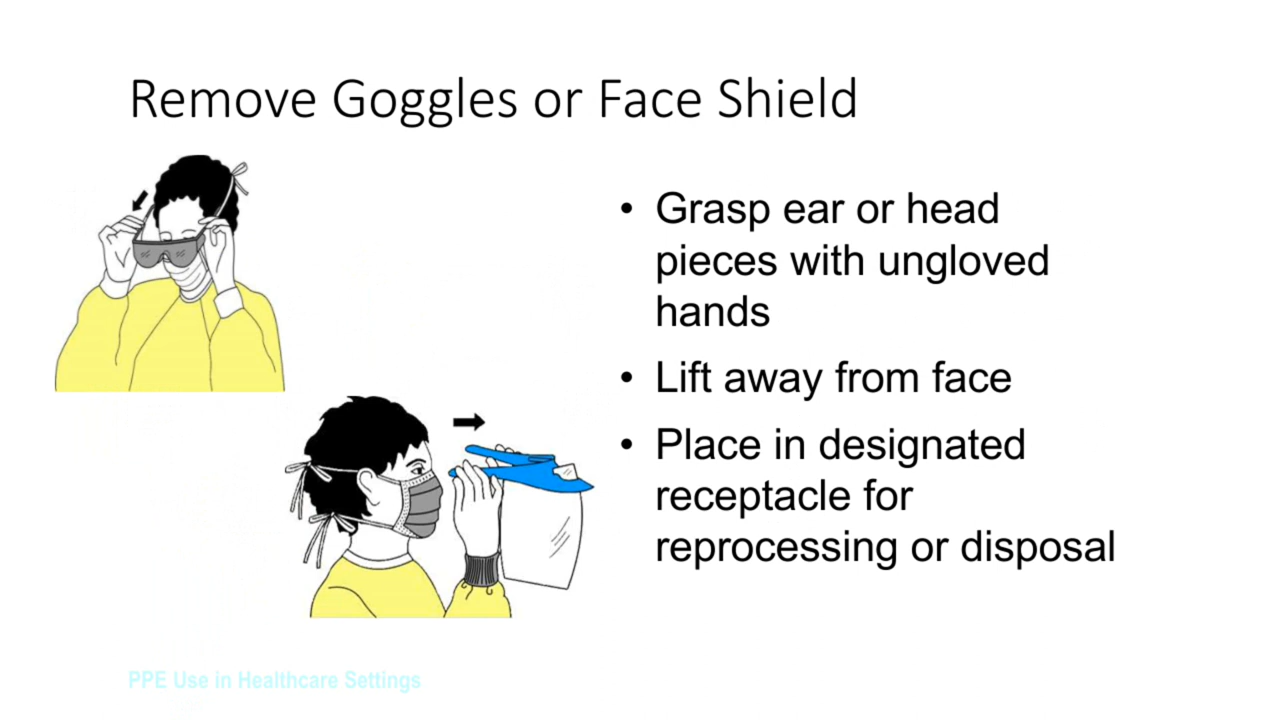 Remove Goggles or Face Shield
• Grasp ear or head
pieces with ungloved
hands
• Lift away from face
• Place in designated
receptacle for
reprocessing or disposal
PPE Use in Healthcare Settings